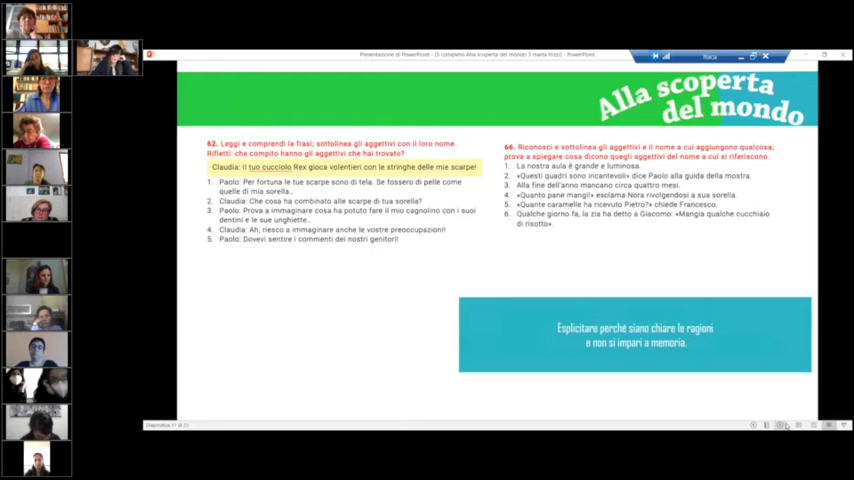 Presentazione di PowerPoint - [5 compiuno Alla scoperta del mondo 3 marta frizzi] - PowerPoint
Alla scoperta
del mondo
62. Leggi e comprendi le frasi; sottolinea gli aggettivi con il loro nome.
Rifletti: che compito hanno gli aggettivi che hai trovato?
Claudia: Il tuo cucciolo Rex gioca volentieri con le stringhe delle mie scarpe!
1. Paolo: Per fortuna le tue scarpe sono di tela. Se fossero di pelle come
quelle di mia sorella..
2. Claudia: Che cosa ha combinato alle scarpe di tua sorella?
3. Paolo: Prova a immaginare cosa ha potuto fare il mio cagnolino con i suoi
dentini e le sue unghiette..
4. Claudia: Ah, riesco a immaginare anche le vostre preoccupazioni!
5. Paolo: Dovevi sentire i commenti dei nostri genitori!
66. Riconosci e sottolinea gli aggettivi e il nome a cui aggiungono qualcosa;
prova a spiegare cosa dicono quegli aggettivi del nome a cui si riferiscono.
1. La nostra aula è grande e luminosa.
2. «Questi quadri sono incantevoli» dice Paolo alla guida della mostra.
3. Alla fine dell'anno mancano circa quattro mesi.
4. «Quanto pane mangi!» esclama Nora rivolgendosi a sua sorella.
5. «Quante caramelle ha ricevuto Pietro?» chiede Francesco.
6. Qualche giorno fa, la zia ha detto a Giacomo: «Mangia qualche cucchiaio
di risotto».
Esplicitare perché siano chiare le ragioni
e non si impari a memoria.